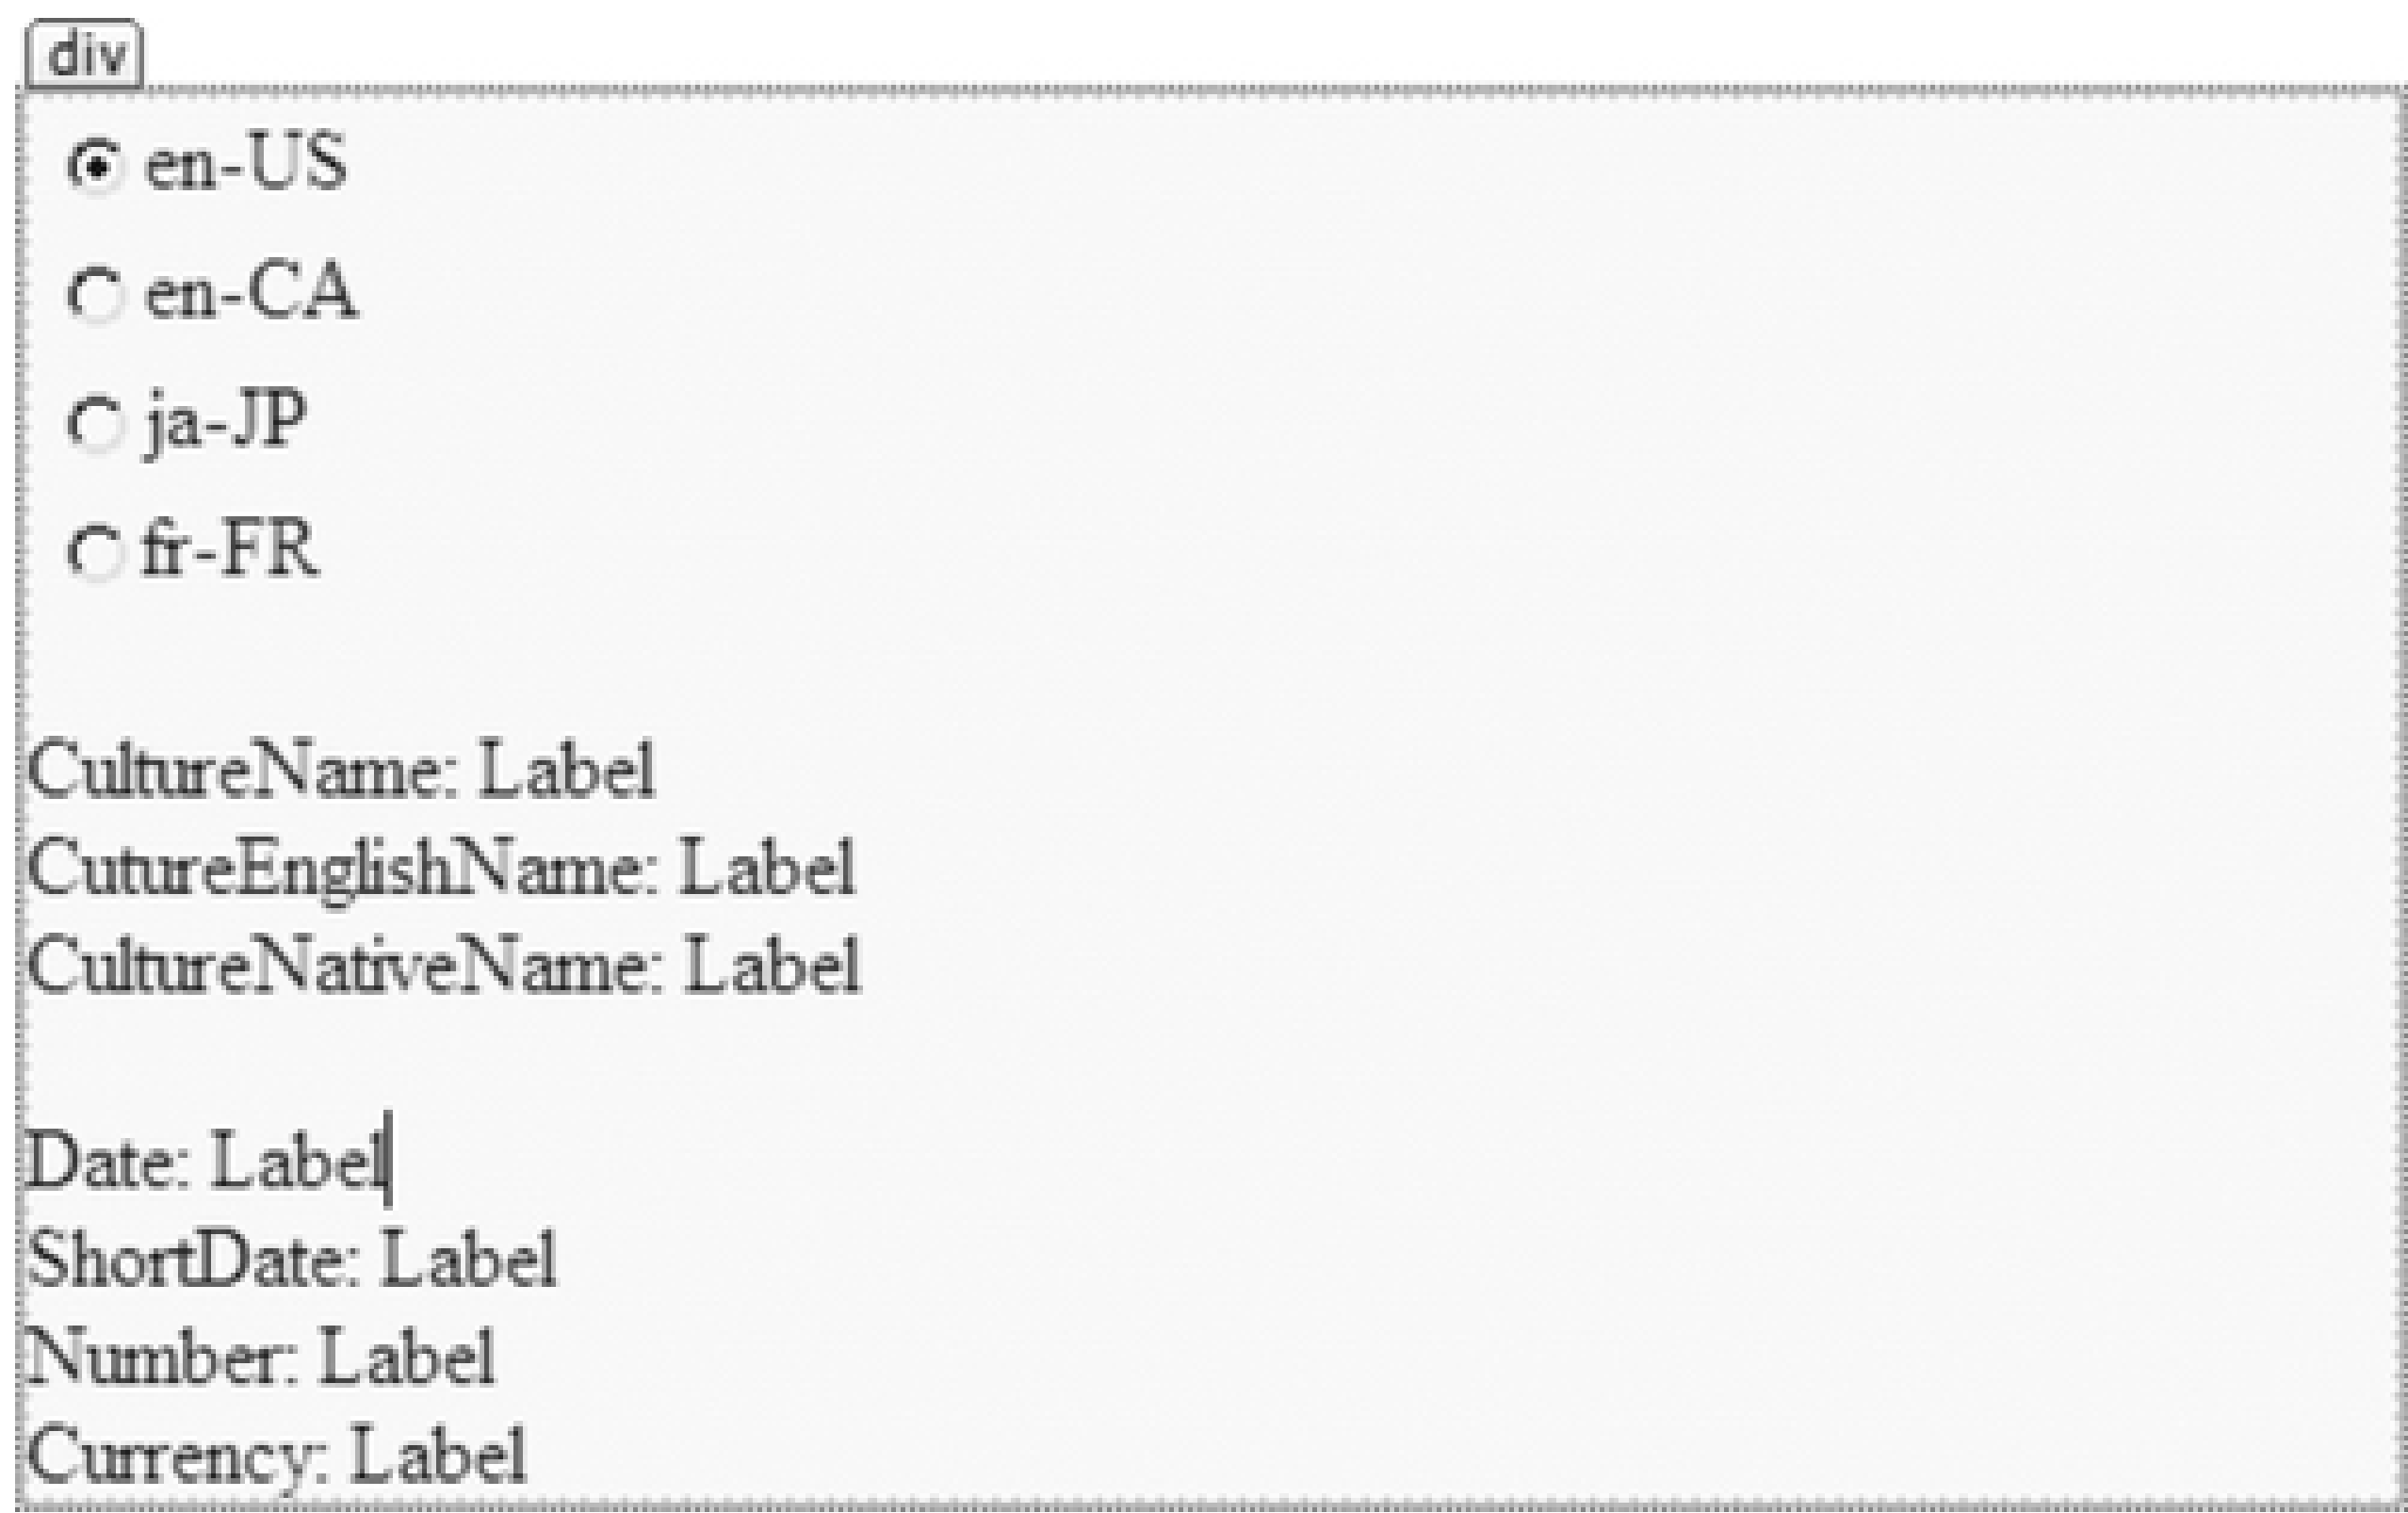 div
en-US
en-CA
ja-JP
fr-FR
CultureName: Label
CutureEnglishName: Label
CultureNativeName: Label
Date: Label
ShortDate: Label
Number: Label
Currency: Label